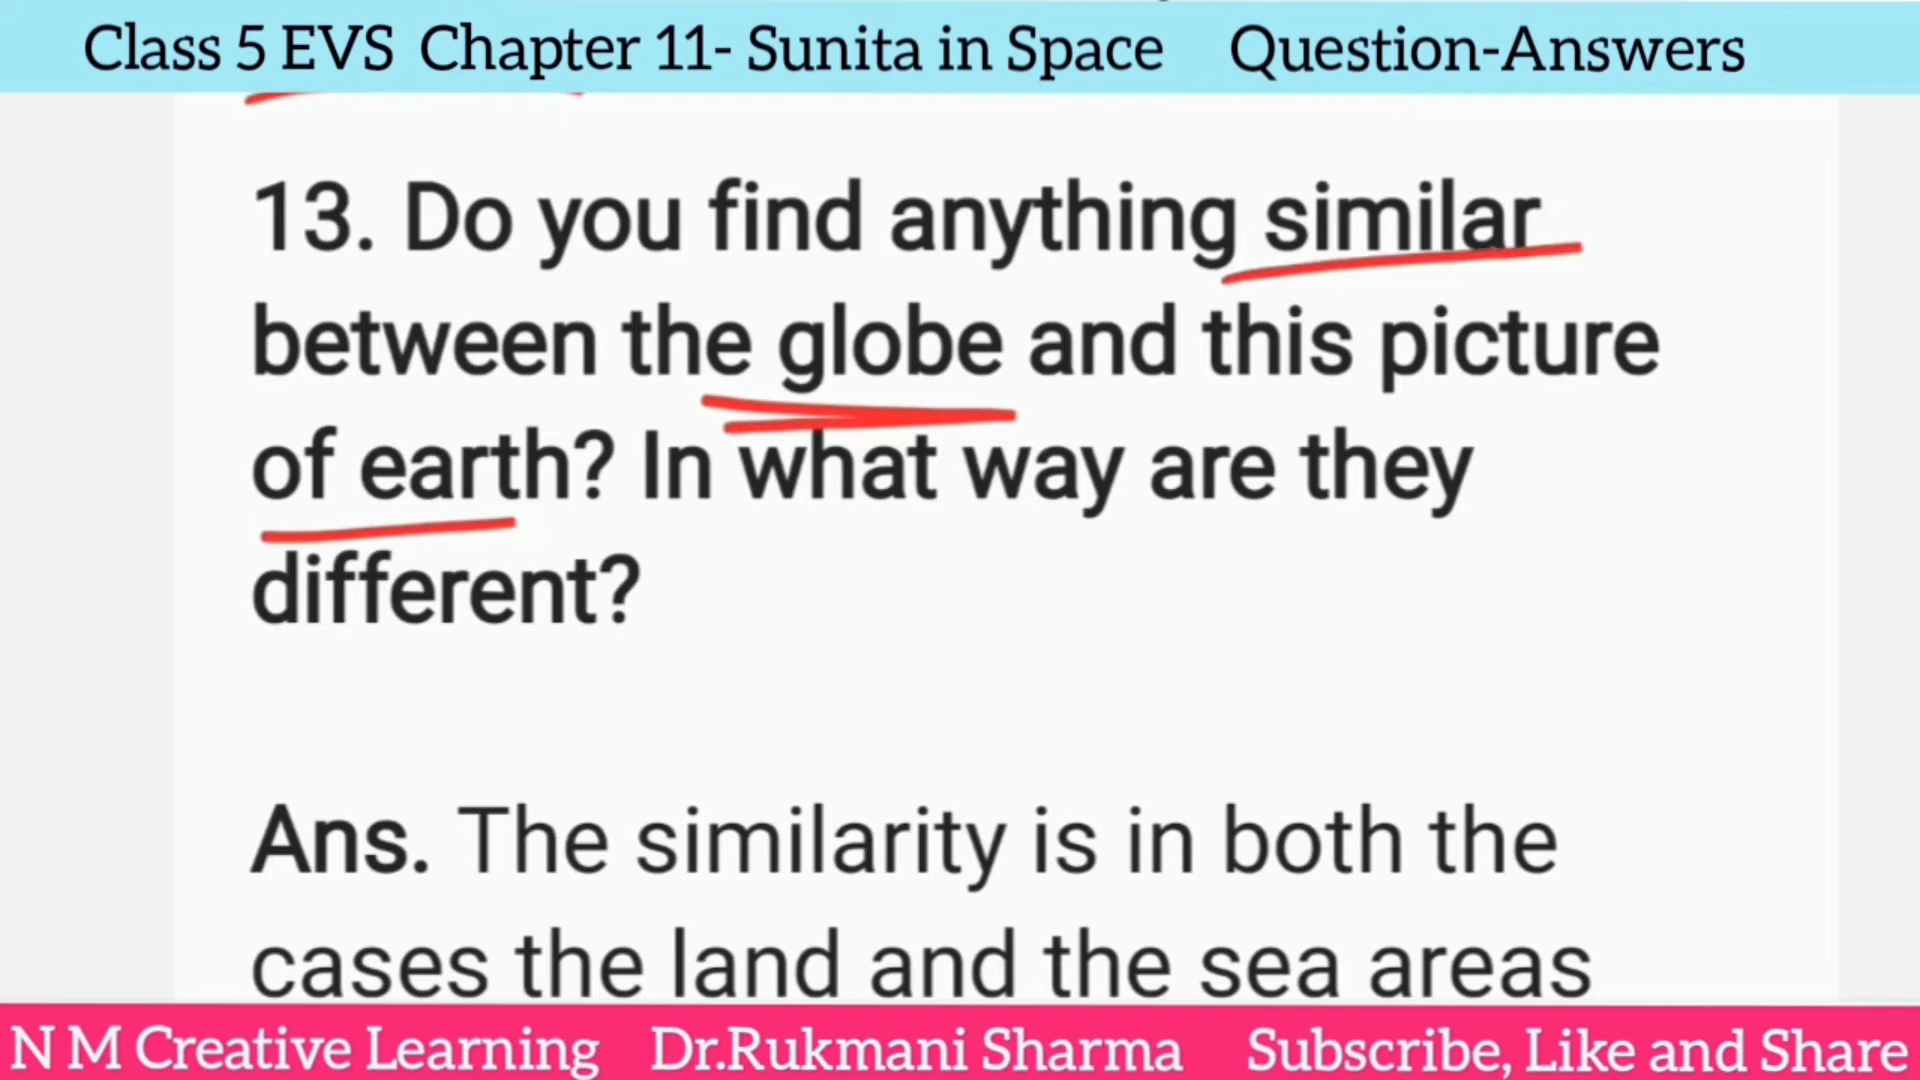 Class 5 EVS Chapter 11- Sunita in Space Question-Answers
13. Do you find anything similar
between the globe and this picture
of earth? In what way are they
different?
Ans. The similarity is in both the
cases the land and the sea areas
N M Creative Learning Dr.Rukmani Sharma Subscribe, Like and Share